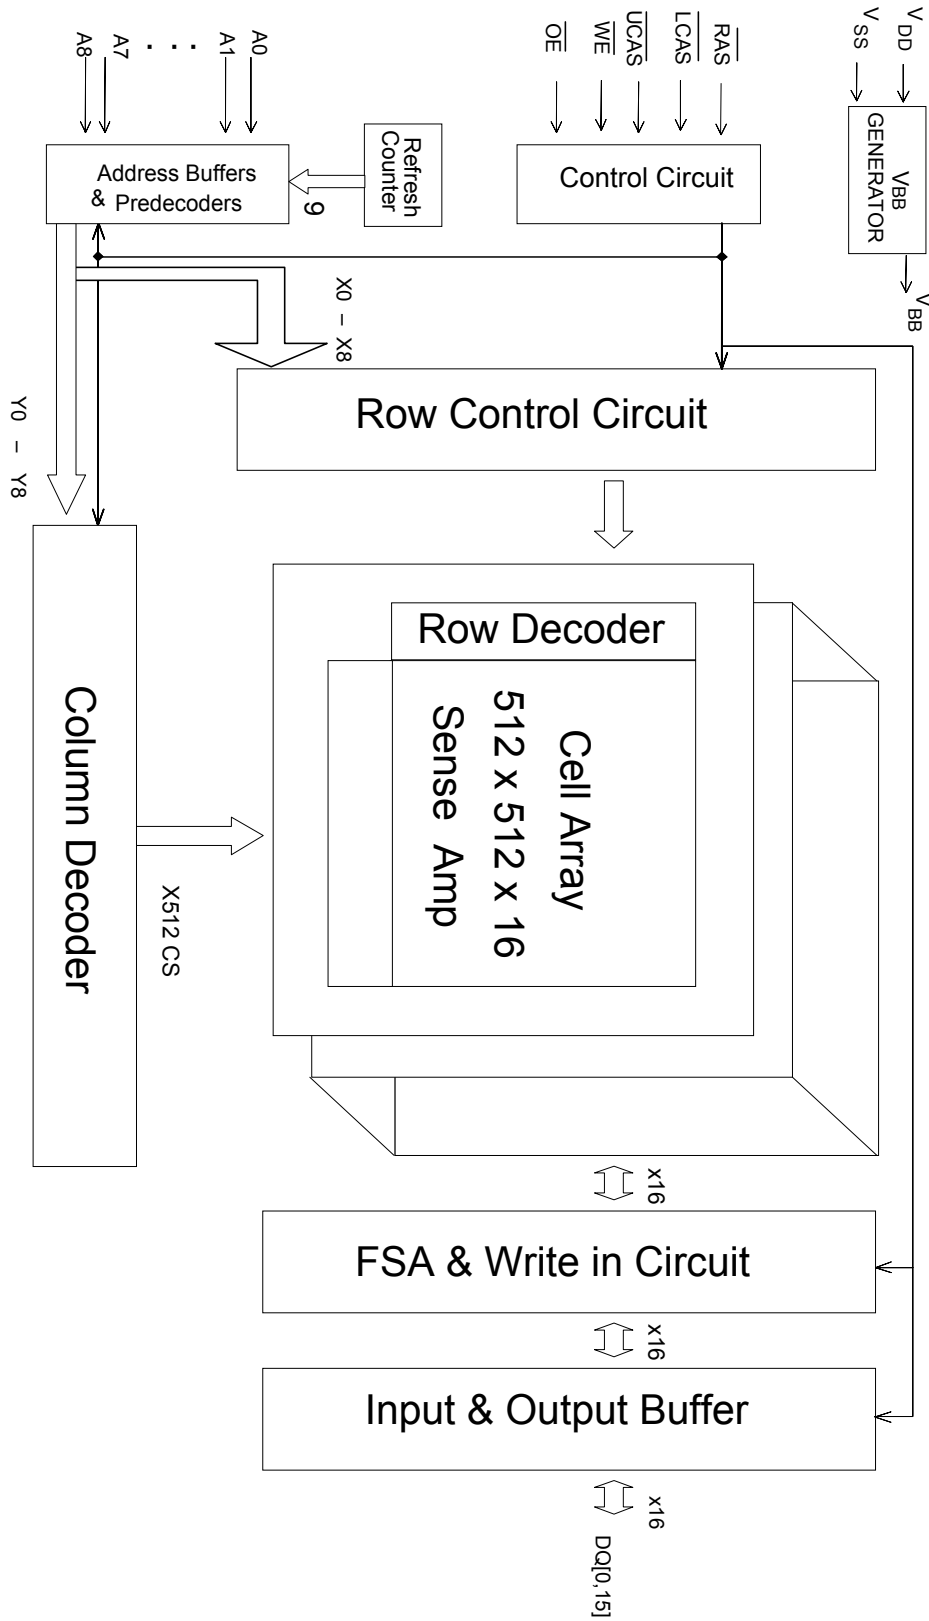 A8
A7
. . . .
A1
A0
OE
WE
UCAS
LCAS
RAS
VSS
VDD
VBB
GENERATOR
VBB
Address Buffers
& Predecoders
9
Refresh
Counter
Control Circuit
X0 – X8
Y0 – Y8
Row Control Circuit
Column Decoder
X512 CS
Row Decoder
Cell Array
512 x 512 x 16
Sense Amp
x16
FSA & Write in Circuit
x16
Input & Output Buffer
x16
DQ[0,15]